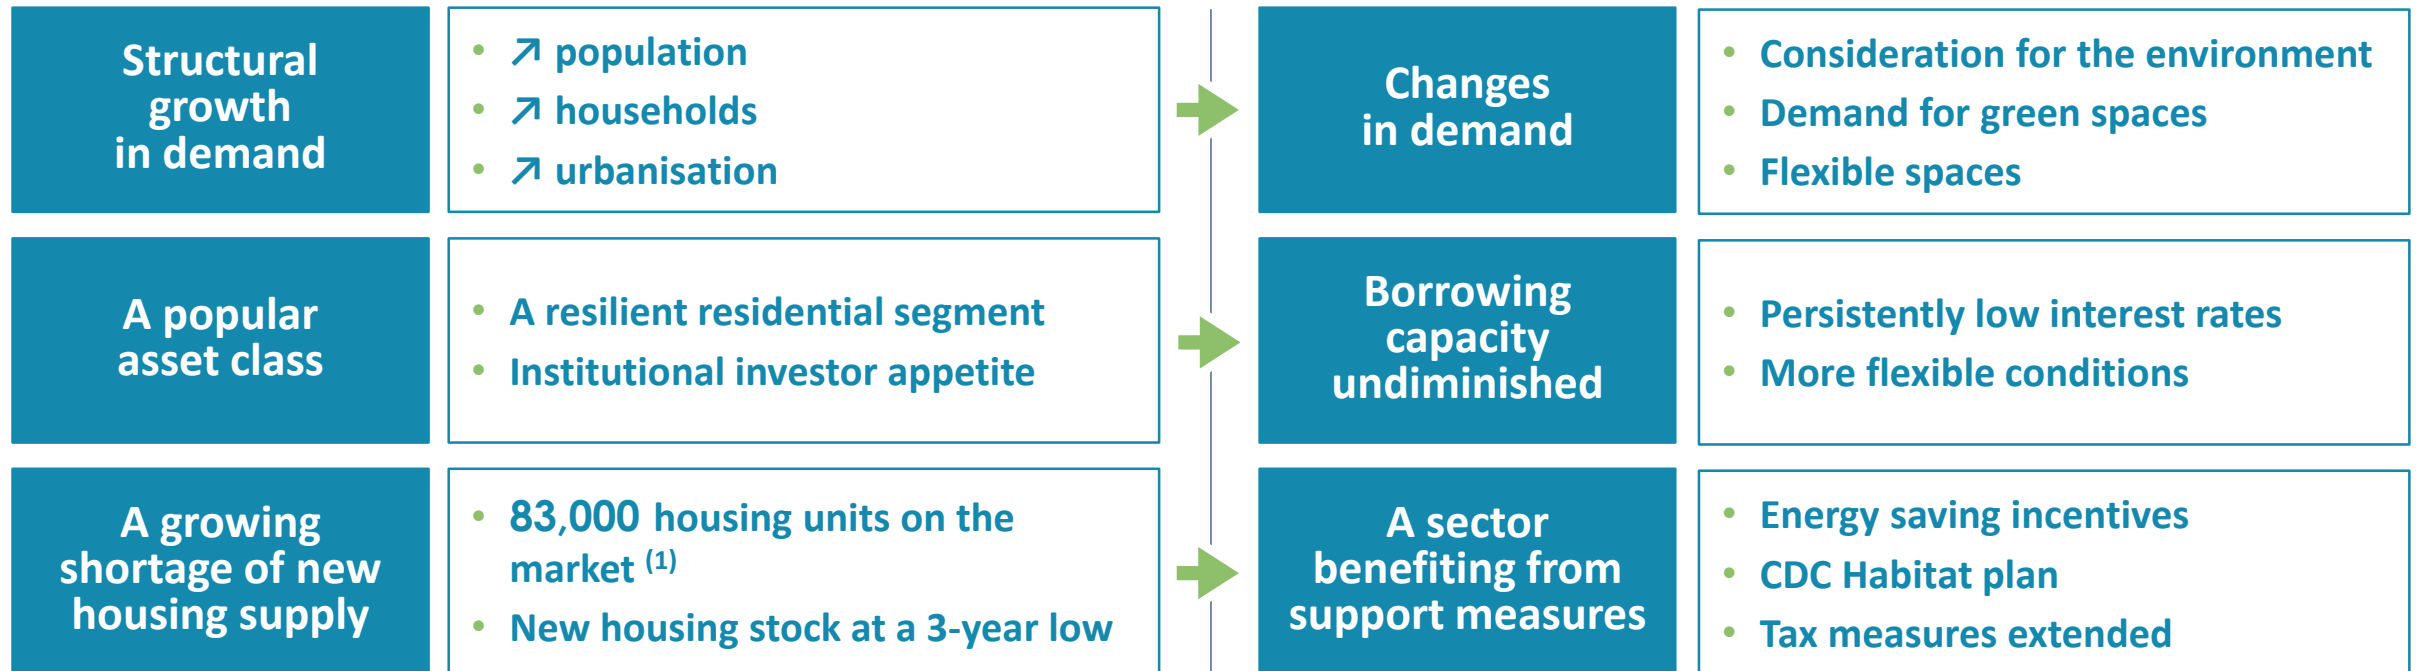 Structural
growth
in demand
• ↗ population
• ↗ households
• ↗ urbanisation
Changes
in demand
• Consideration for the environment
• Demand for green spaces
• Flexible spaces
A popular
asset class
• A resilient residential segment
• Institutional investor appetite
Borrowing
capacity
undiminished
• Persistently low interest rates
• More flexible conditions
A growing
shortage of new
housing supply
• 83,000 housing units on the
market (1)
• New housing stock at a 3-year low
A sector
benefiting from
support measures
• Energy saving incentives
• CDC Habitat plan
• Tax measures extended